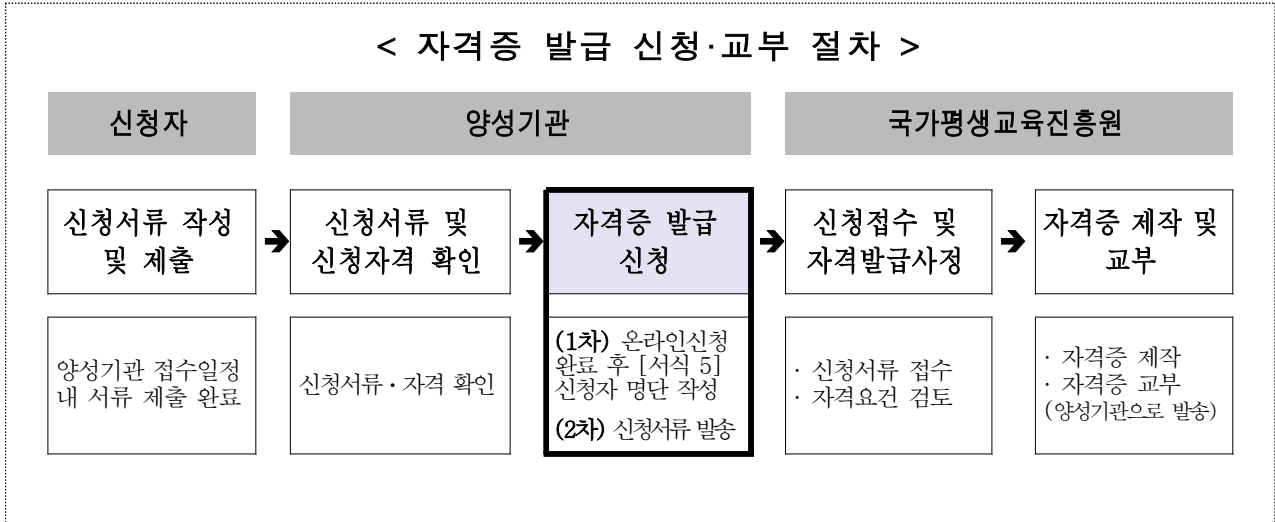 < 자격증 발급 신청·교부 절차 >
신청자
양성기관
국가평생교육진흥원
신청서류 작성
및 제출
➔
신청서류 및
신청자격 확인
➔
자격증 발급
신청
➔
신청접수 및
자격발급사정
➔
자격증 제작 및
교부
양성기관 접수일정
내 서류 제출 완료
신청서류·자격 확인
(1차) 온라인신청
완료 후 [서식 5]
신청자 명단 작성
(2차) 신청서류 발송
· 신청서류 접수
· 자격요건 검토
· 자격증 제작
· 자격증 교부
(양성기관으로 발송)